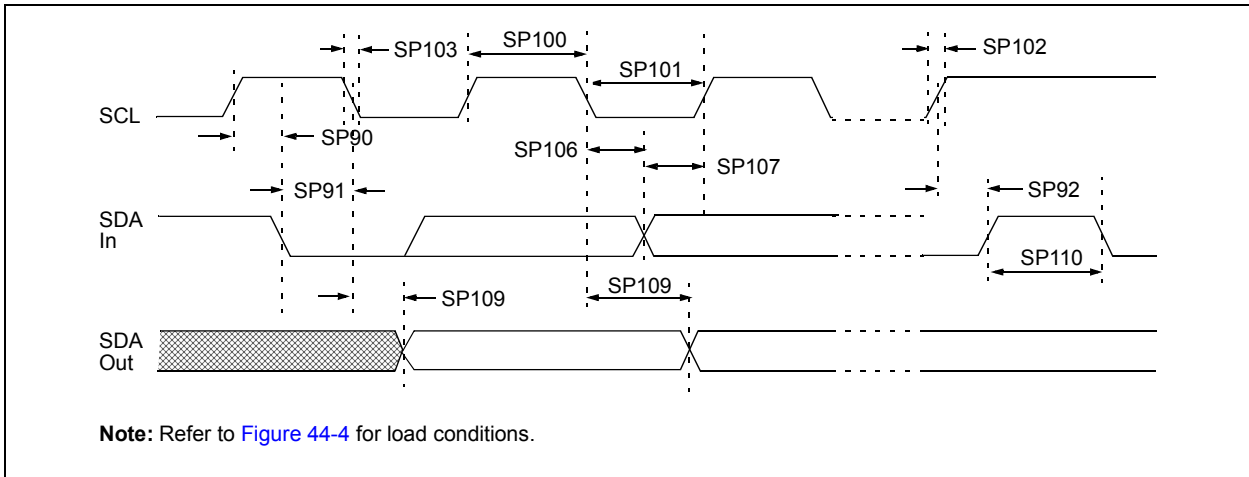 SP103
SP100
SP102
SP101
SCL
SP90
SP106
SP107
SP91
SP92
SDA
In
SP110
SP109
SP109
SDA
Out
Note: Refer to Figure 44-4 for load conditions.